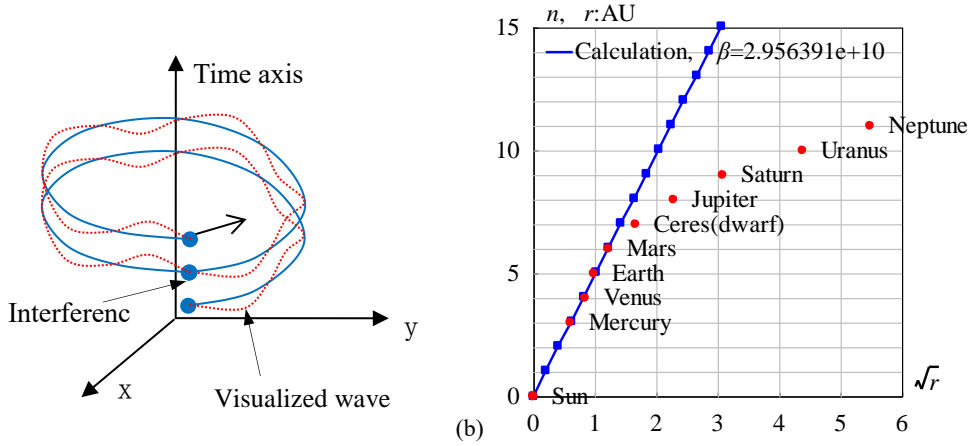 Time axis
Interferenc
y
x
Visualized wave
(b)
n, r:AU
Calculation, β=2.956391e+10
15
10
5
0
Neptune
Uranus
Saturn
Jupiter
Ceres(dwarf)
Mars
Earth
Venus
Mercury
Sun
√r
0 1 2 3 4 5 6